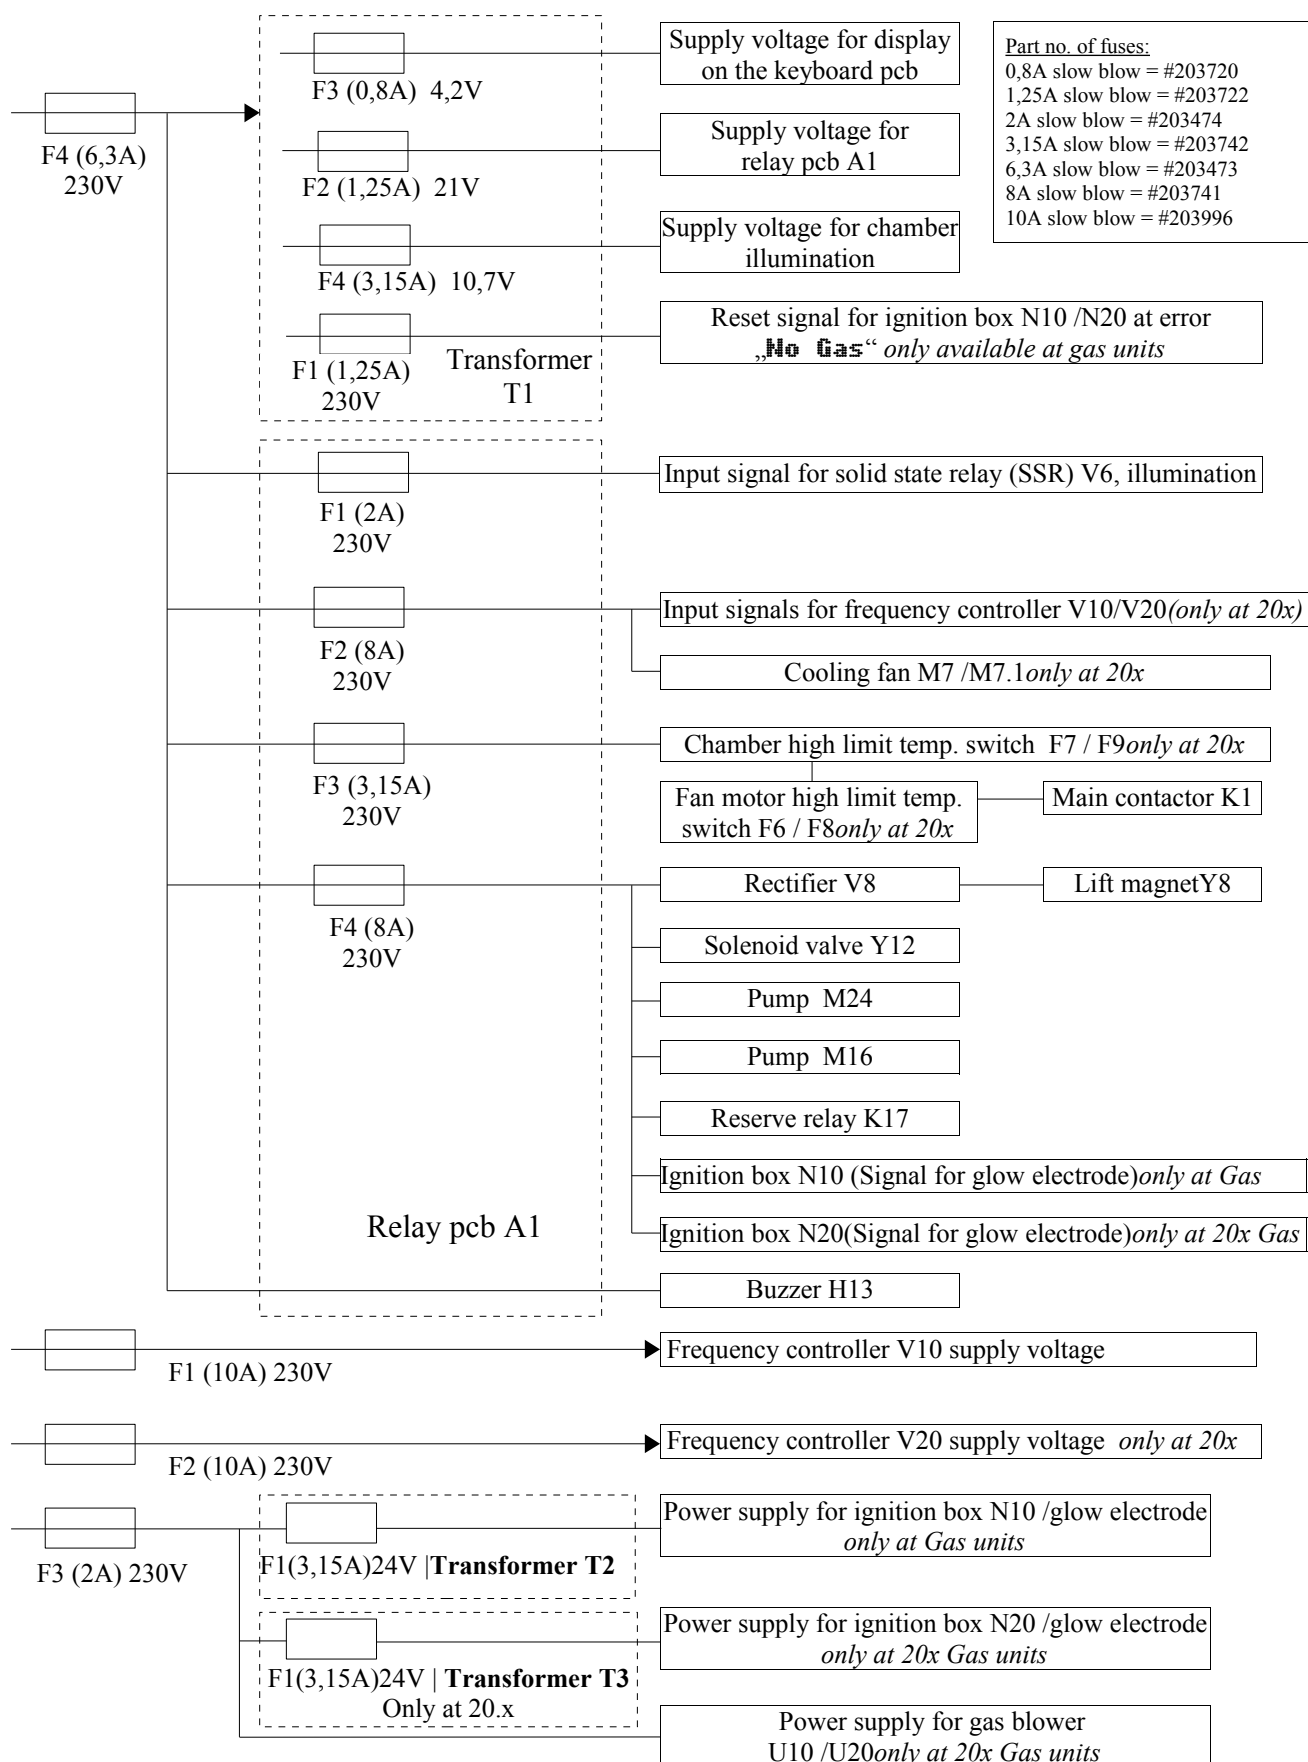 Supply voltage for display
on the keyboard pcb
F3 (0,8A)  4,2V
Part no. of fuses:
0,8A slow blow = #203720
1,25A slow blow = #203722
2A slow blow = #203474
3,15A slow blow = #203742
6,3A slow blow = #203473
8A slow blow = #203741
10A slow blow = #203996
F4 (6,3A)
230V
Supply voltage for
relay pcb A1
F2 (1,25A)  21V
Supply voltage for chamber
illumination
F4 (3,15A)  10,7V
Reset signal for ignition box N10 /N20 at error
„No Gas“ only available at gas units
F1 (1,25A)
230V
Transformer
T1
Input signal for solid state relay (SSR) V6, illumination
F1 (2A)
230V
Input signals for frequency controller V10/V20(only at 20x)
F2 (8A)
230V
Cooling fan M7 /M7.1only at 20x
Chamber high limit temp. switch  F7 / F9only at 20x
F3 (3,15A)
230V
Fan motor high limit temp.
switch F6 / F8only at 20x
Main contactor K1
Rectifier V8
Lift magnetY8
F4 (8A)
230V
Solenoid valve Y12
Pump  M24
Pump  M16
Reserve relay K17
Ignition box N10 (Signal for glow electrode)only at Gas
Relay pcb A1
Ignition box N20(Signal for glow electrode)only at 20x Gas
Buzzer H13
Frequency controller V10 supply voltage
F1 (10A) 230V
Frequency controller V20 supply voltage  only at 20x
F2 (10A) 230V
Power supply for ignition box N10 /glow electrode
only at Gas units
F1(3,15A)24V |Transformer T2
F3 (2A) 230V
Power supply for ignition box N20 /glow electrode
only at 20x Gas units
F1(3,15A)24V | Transformer T3
Only at 20.x
Power supply for gas blower
U10 /U20only at 20x Gas units